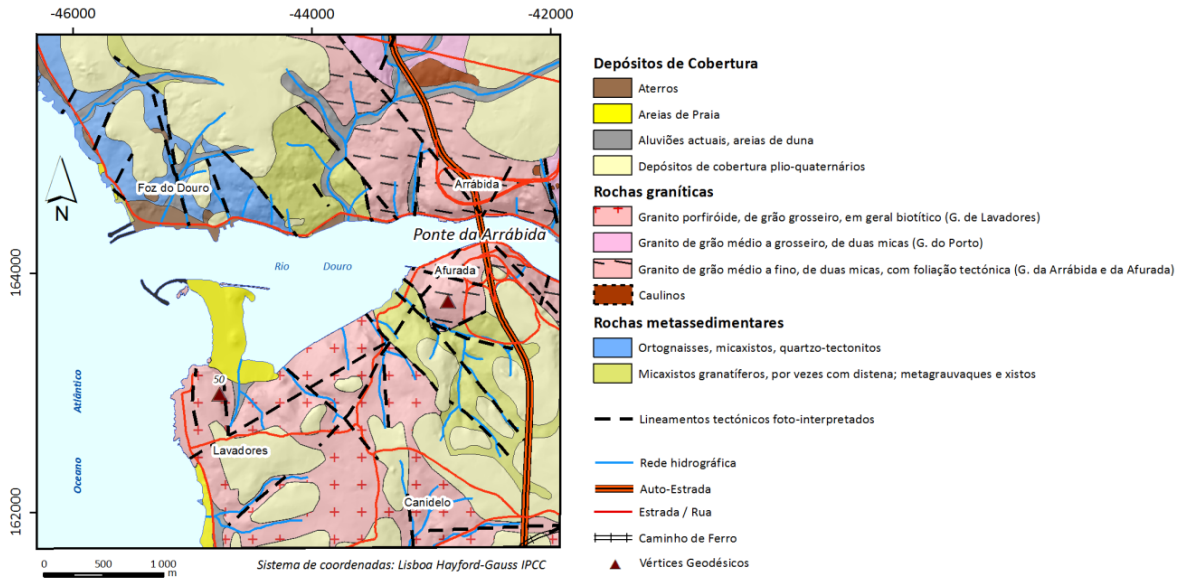 -46000
-44000
-42000
Foz do Douro
Arrábida
N
Ponte da Arrábida
164000
Rio Douro
Afurada
50
Atlântico
Lavadores
Oceano
Canidelo
162000
0 500 1 000
m
Sistema de coordenadas: Lisboa Hayford-Gauss IPCC
Depósitos de Cobertura
Aterros
Areias de Praia
Aluviões actuais, areias de duna
Depósitos de cobertura plio-quaternários
Rochas graníticas
Granito porfiróide, de grão grosseiro, em geral biotítico (G. de Lavadores)
Granito de grão médio a grosseiro, de duas micas (G. do Porto)
Granito de grão médio a fino, de duas micas, com foliação tectónica (G. da Arrábida e da Afurada)
Caulinos
Rochas metassedimentares
Ortognaisses, micaxistos, quartzo-tectonitos
Micaxistos granatíferos, por vezes com distena; metagrauvaques e xistos
Lineamentos tectónicos foto-interpretados
Rede hidrográfica
Auto-Estrada
Estrada / Rua
Caminho de Ferro
Vértices Geodésicos